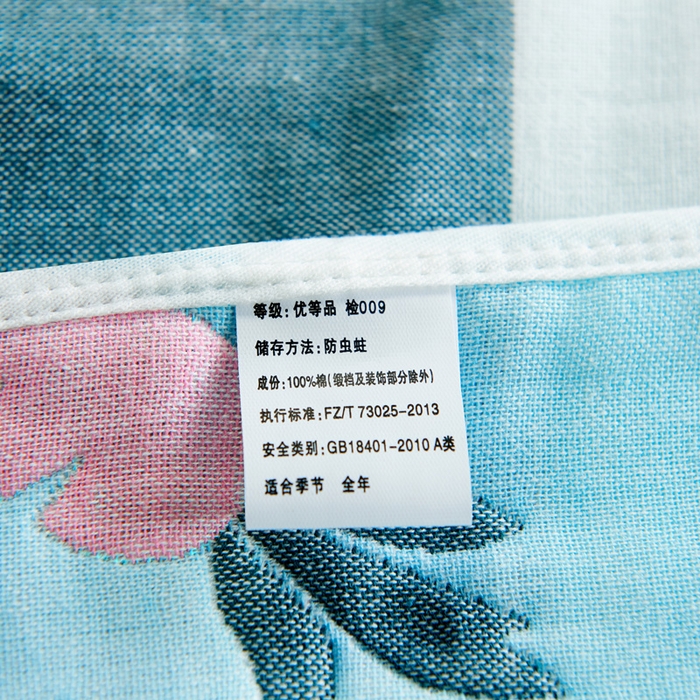 等级:优等品 检009
储存方法:防虫蛀
成份:100%棉(缎档及装饰部分除外)
执行标准:FZ/T 73025-2013
安全类别:GB18401-2010 A类
适合季节 全年